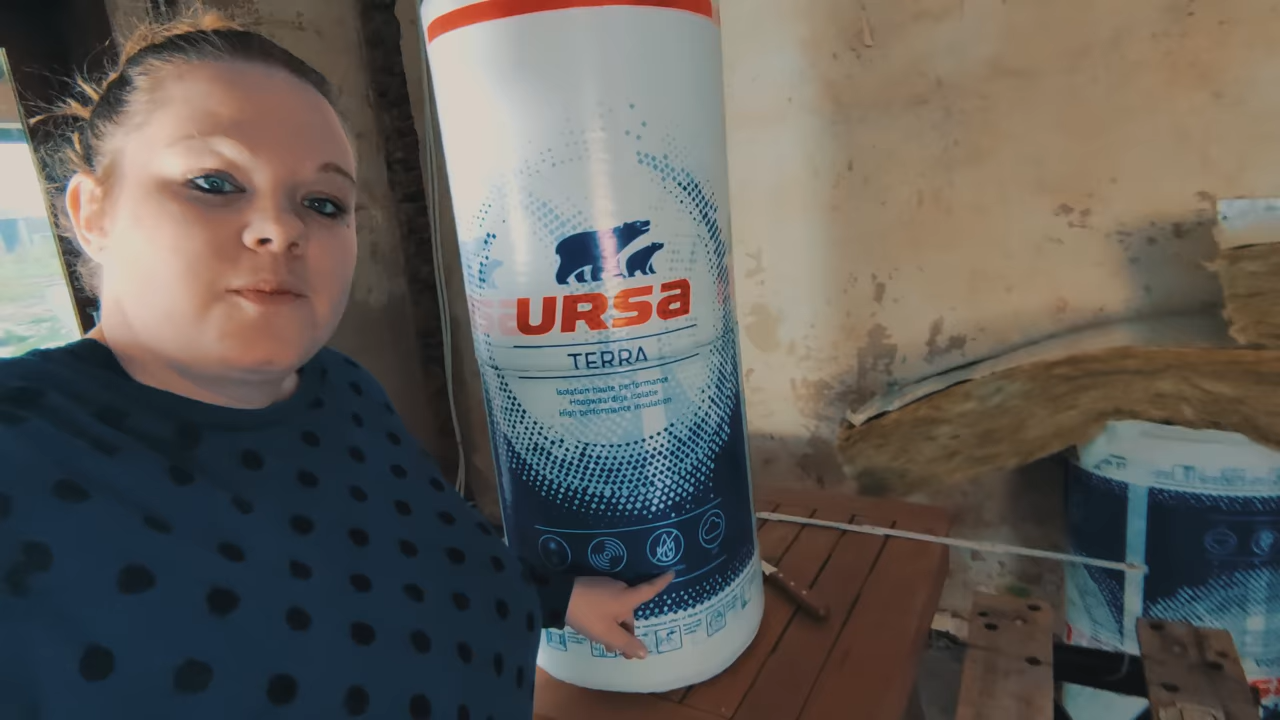 URSA
TERRA
Isolation haute performance
Hoogwaardige isolatie
High performance insulation